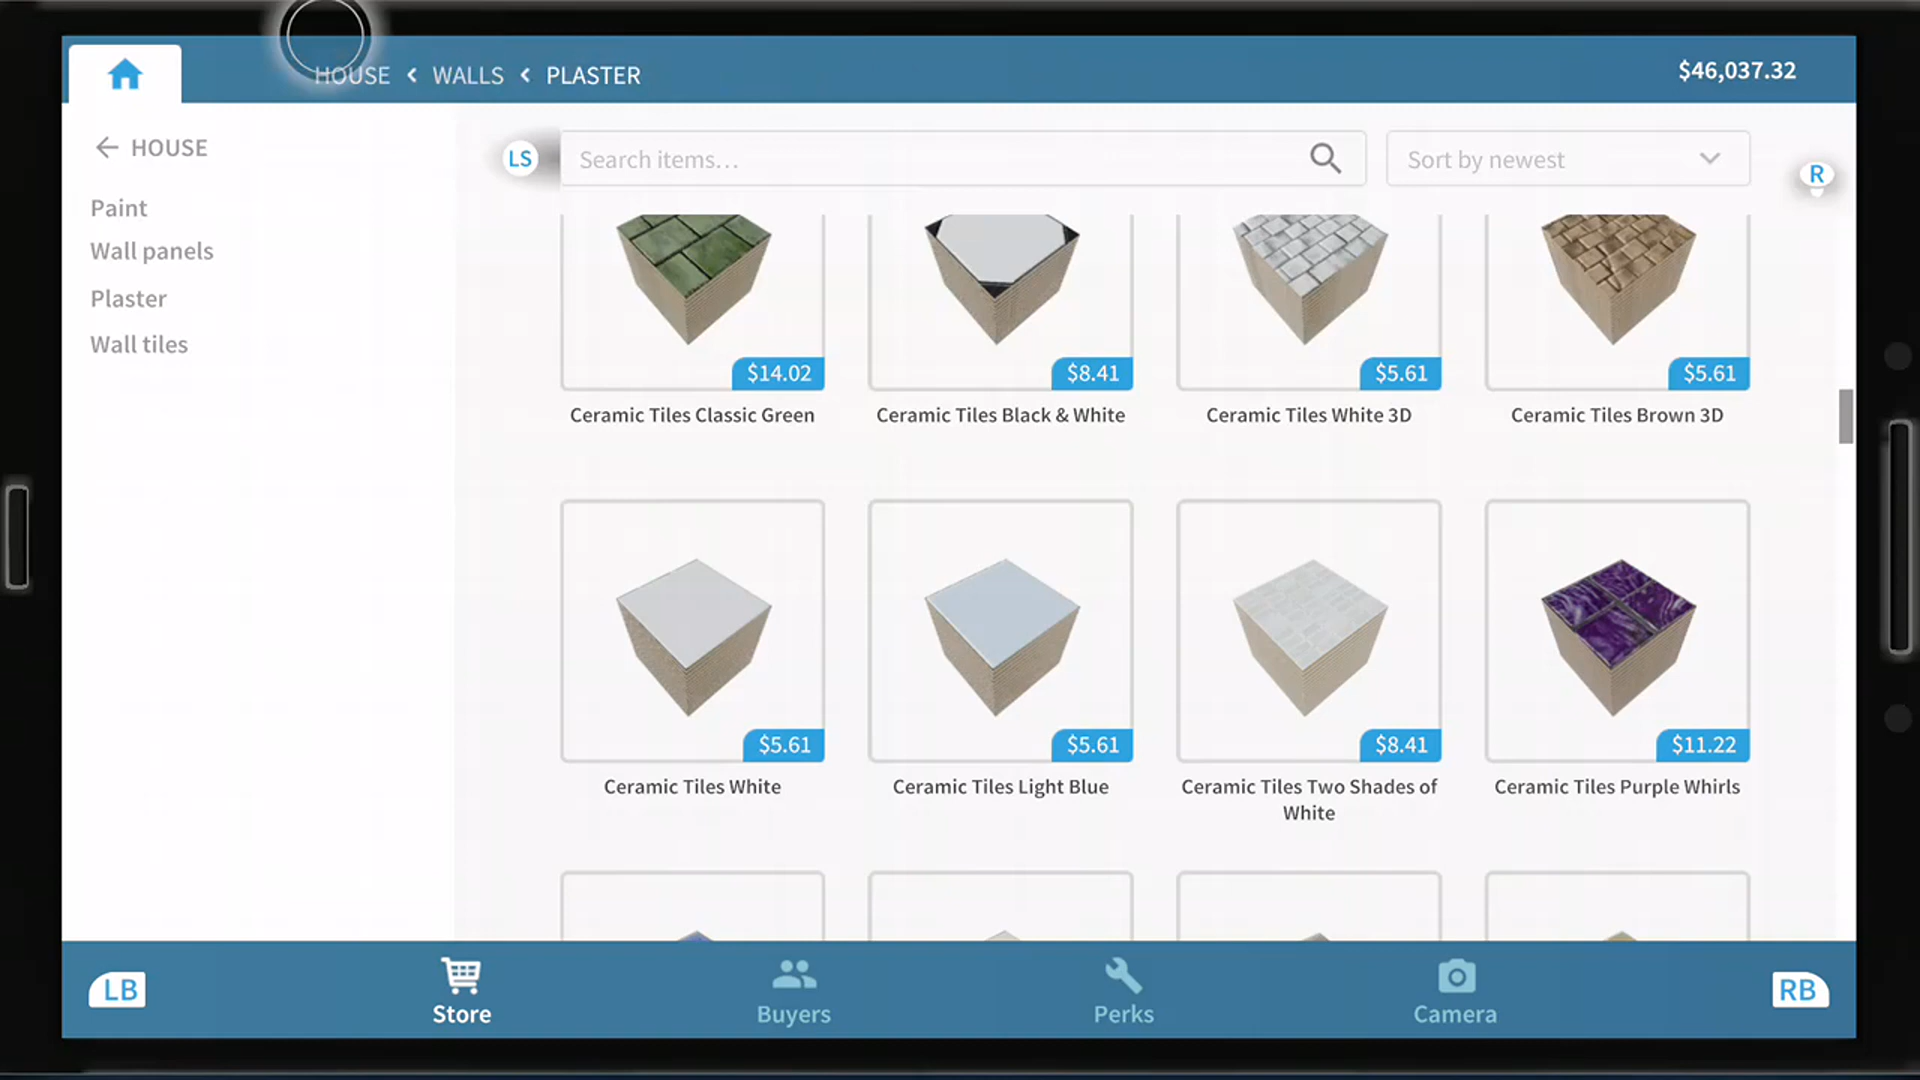 HOUSE < WALLS < PLASTER
$46,037.32
← HOUSE
Paint
Wall panels
Plaster
Wall tiles
LS
Search items...
Sort by newest
R
$14.02
$8.41
$5.61
$5.61
Ceramic Tiles Classic Green
Ceramic Tiles Black & White
Ceramic Tiles White 3D
Ceramic Tiles Brown 3D
$5.61
$5.61
$8.41
$11.22
Ceramic Tiles White
Ceramic Tiles Light Blue
Ceramic Tiles Two Shades of
White
Ceramic Tiles Purple Whirls
LB
Store
Buyers
Perks
Camera
RB